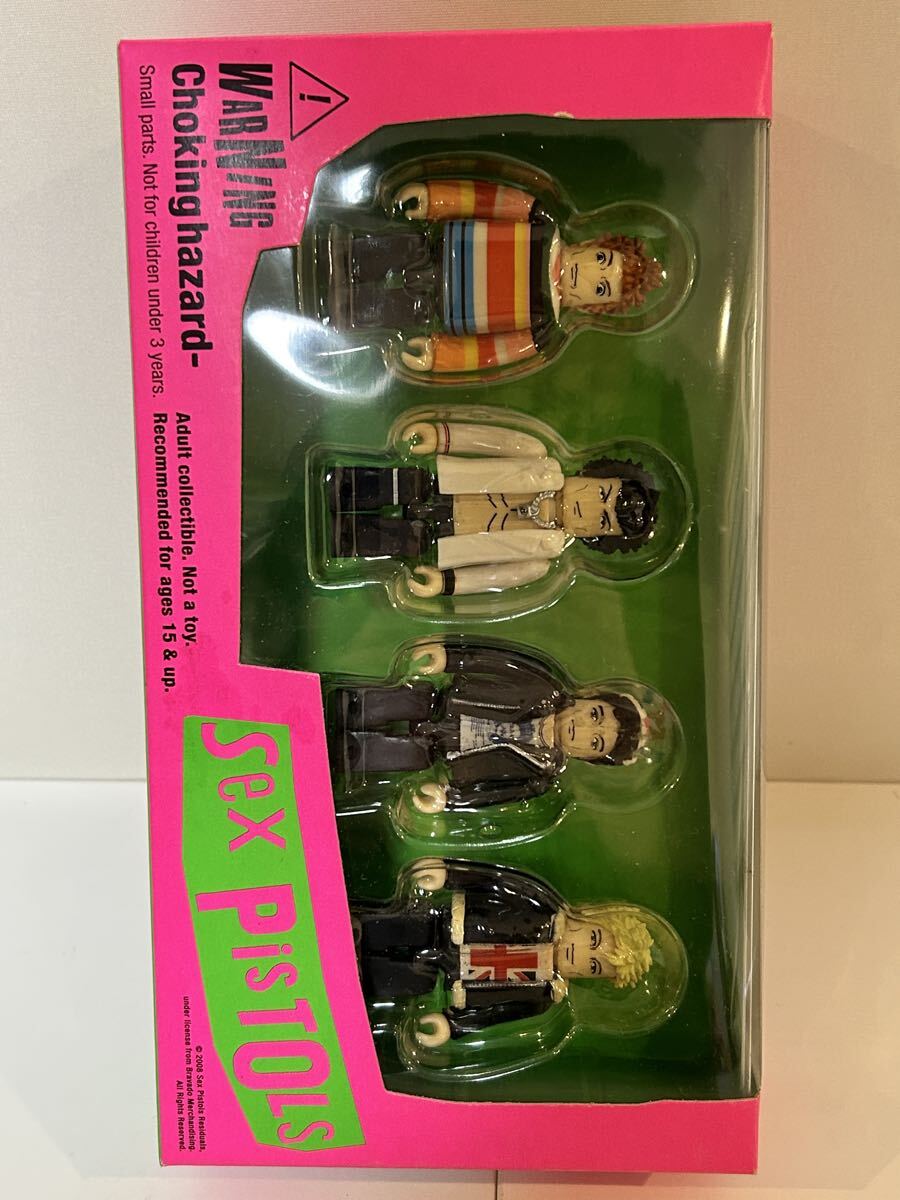 WARNING
Choking hazard-
Small parts. Not for children under 3 years.
Adult collectible. Not a toy.
Recommended for ages 15 & up.
Sex PiSTOLS
© 2008 Sex Pistols Residuals,
under license from Bravado Merchandising.
All Rights Reserved.